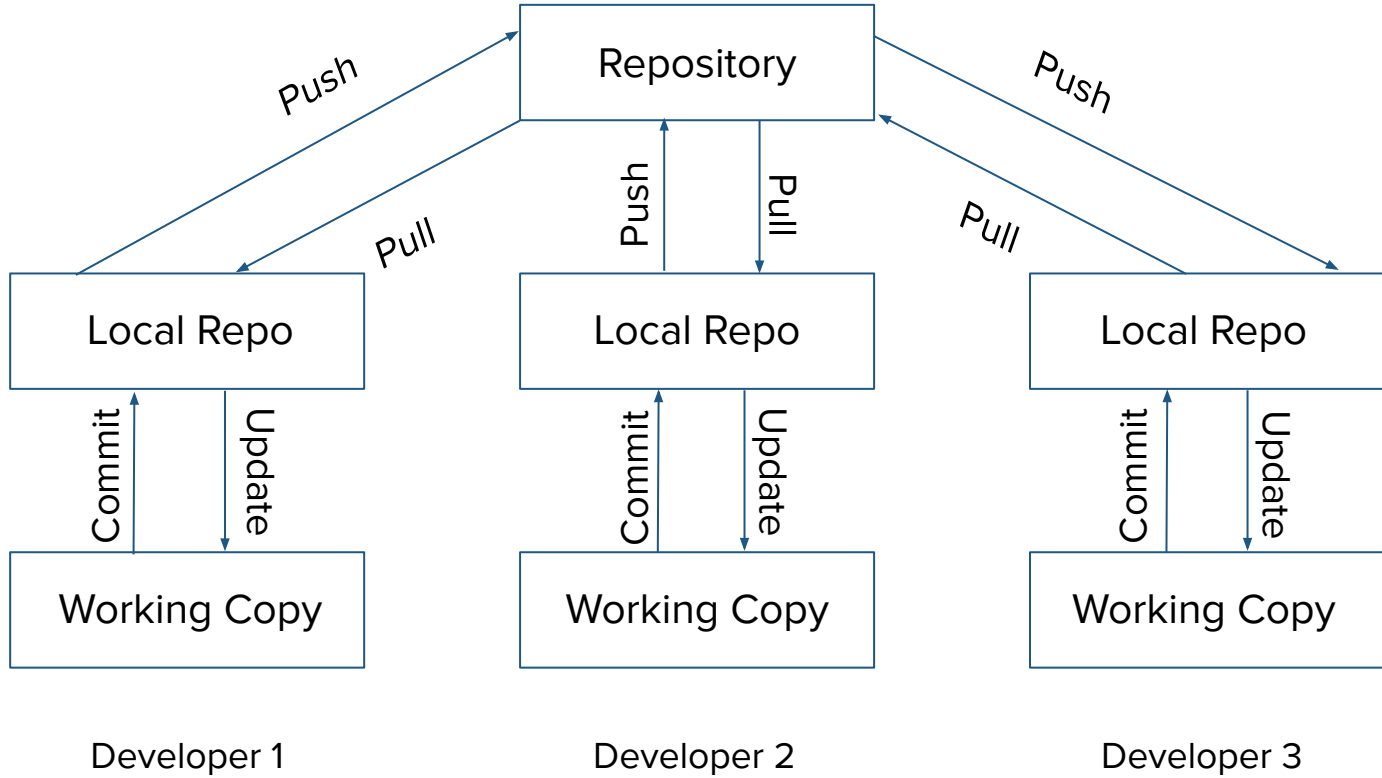 Repository
Push
Push
Push
Pull
Pull
Pull
Local Repo
Local Repo
Local Repo
Commit
Update
Commit
Update
Commit
Update
Working Copy
Working Copy
Working Copy
Developer 1
Developer 2
Developer 3